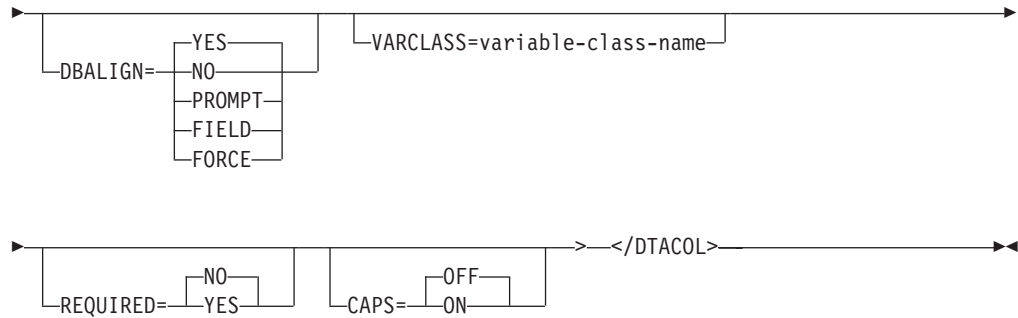 YES
VARCLASS=variable-class-name
DBALIGN= NO
PROMPT
FIELD
FORCE
> </DTACOL>
NO OFF
REQUIRED= YES CAPS= ON